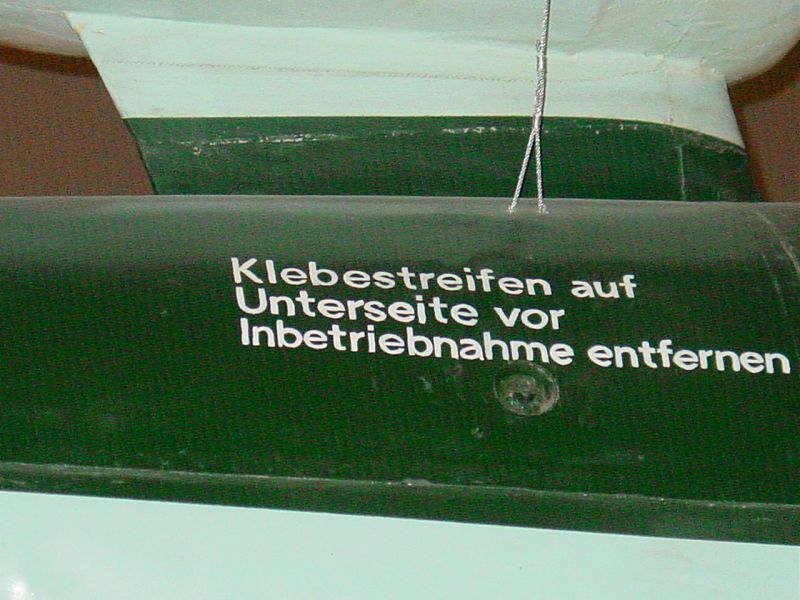 Klebestreifen auf
Unterseite vor
Inbetriebnahme entfernen